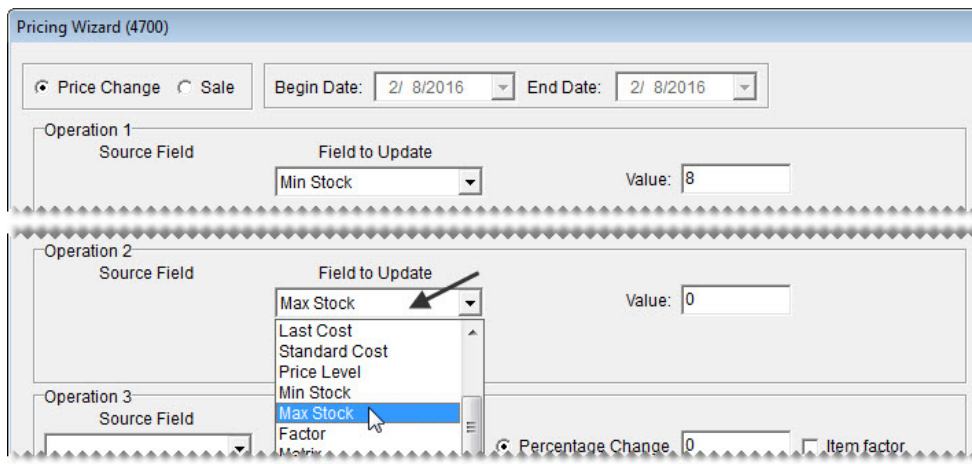 Pricing Wizard (4700)
Price Change Sale Begin Date: 2/ 8/2016 End Date: 2/ 8/2016
Operation 1
Source Field Field to Update
Min Stock Value: 8
Operation 2
Source Field Field to Update
Max Stock Value: 0
Last Cost
Standard Cost
Price Level
Min Stock
Max Stock
Factor
Matrix
Operation 3
Source Field
Percentage Change 0 Item factor